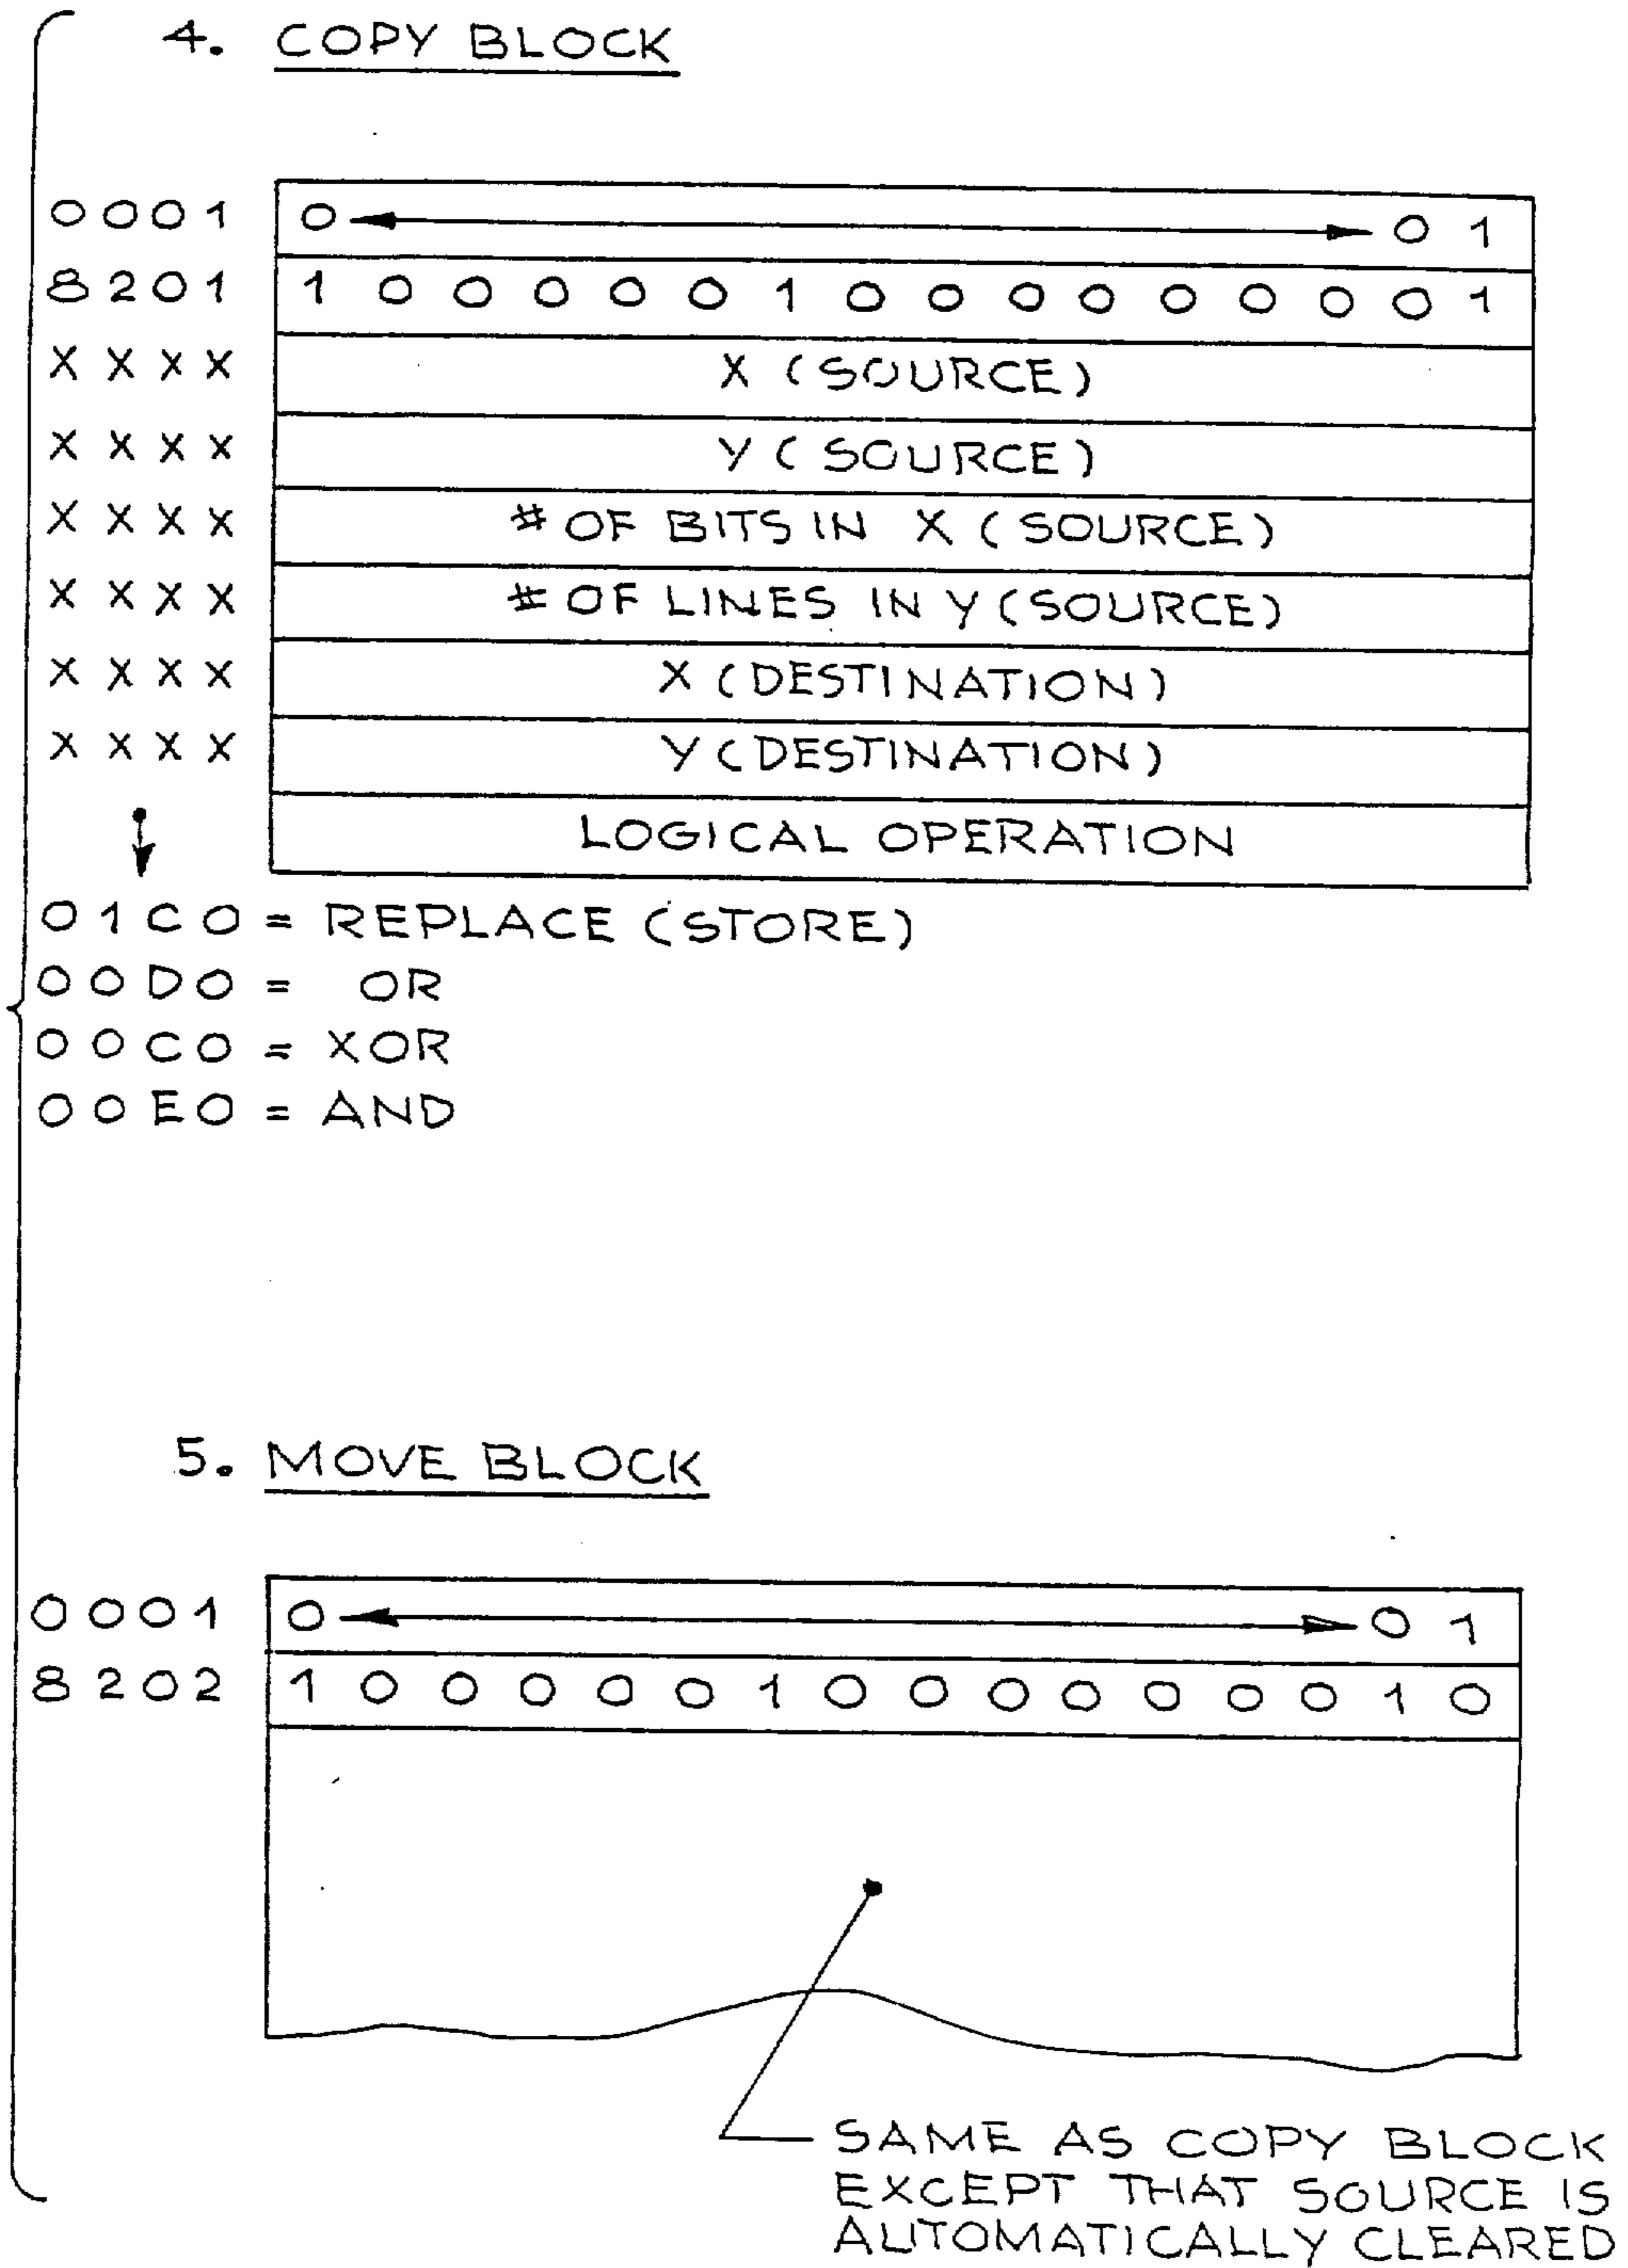 4. COPY BLOCK
0001 0 01
8201 1 0 0 0 0 0 1 0 0 0 0 0 0 0 0 1
XXXX X (SOURCE)
XXXX Y (SOURCE)
XXXX # OF BITS IN X (SOURCE)
XXXX # OF LINES IN Y (SOURCE)
XXXX X (DESTINATION)
XXXX Y (DESTINATION)
LOGICAL OPERATION
01C0 = REPLACE (STORE)
00D0 = OR
00C0 = XOR
00E0 = AND
5. MOVE BLOCK
0001 0 01
8202 1 0 0 0 0 0 1 0 0 0 0 0 0 0 1 0
SAME AS COPY BLOCK
EXCEPT THAT SOURCE IS
AUTOMATICALLY CLEARED